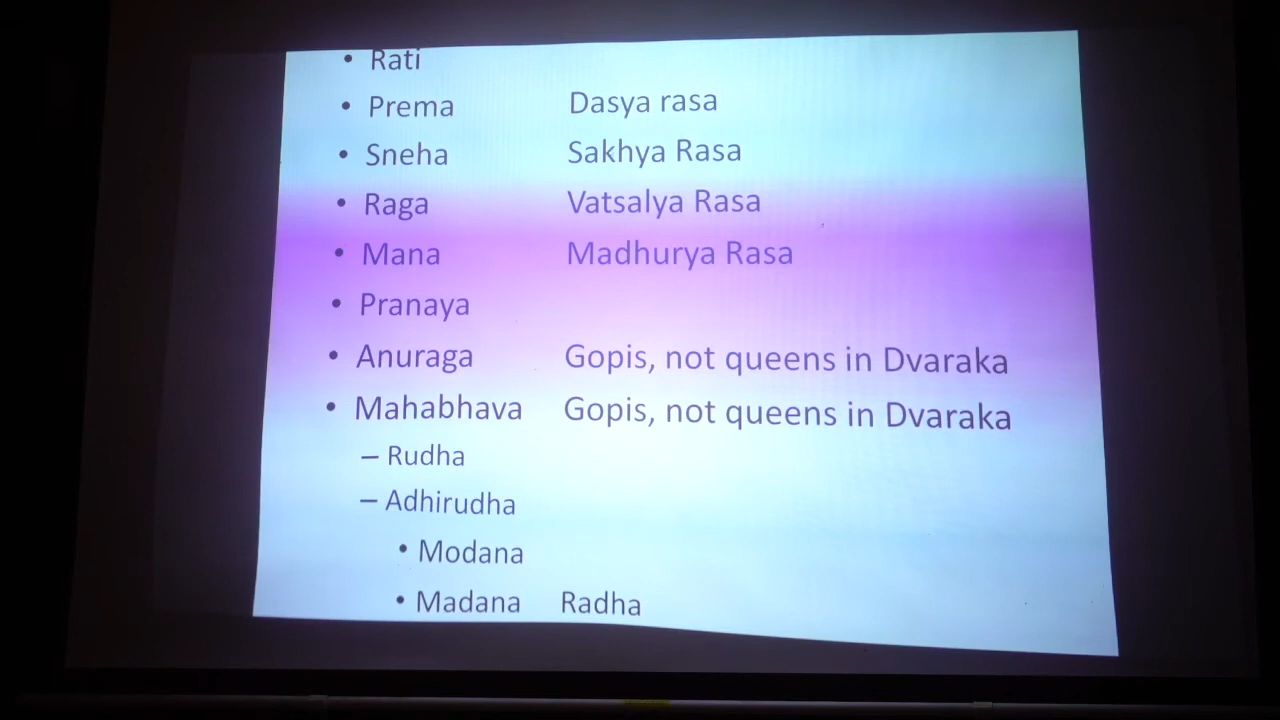 • Rati
• Prema Dasya rasa
• Sneha Sakhya Rasa
• Raga Vatsalya Rasa
• Mana Madhurya Rasa
• Pranaya
• Anuraga Gopis, not queens in Dvaraka
• Mahabhava Gopis, not queens in Dvaraka
– Rudha
– Adhirudha
• Modana
• Madana Radha